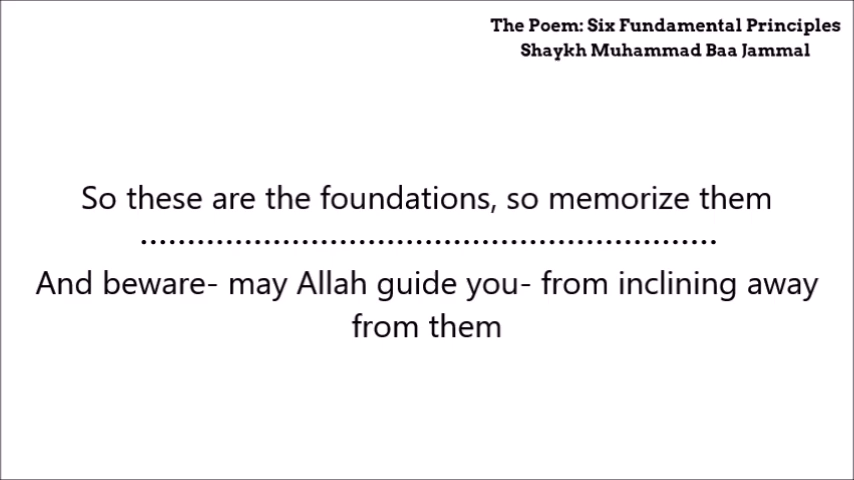 The Poem: Six Fundamental Principles
Shaykh Muhammad Baa Jammal
So these are the foundations, so memorize them
.............................................................
And beware- may Allah guide you- from inclining away
from them